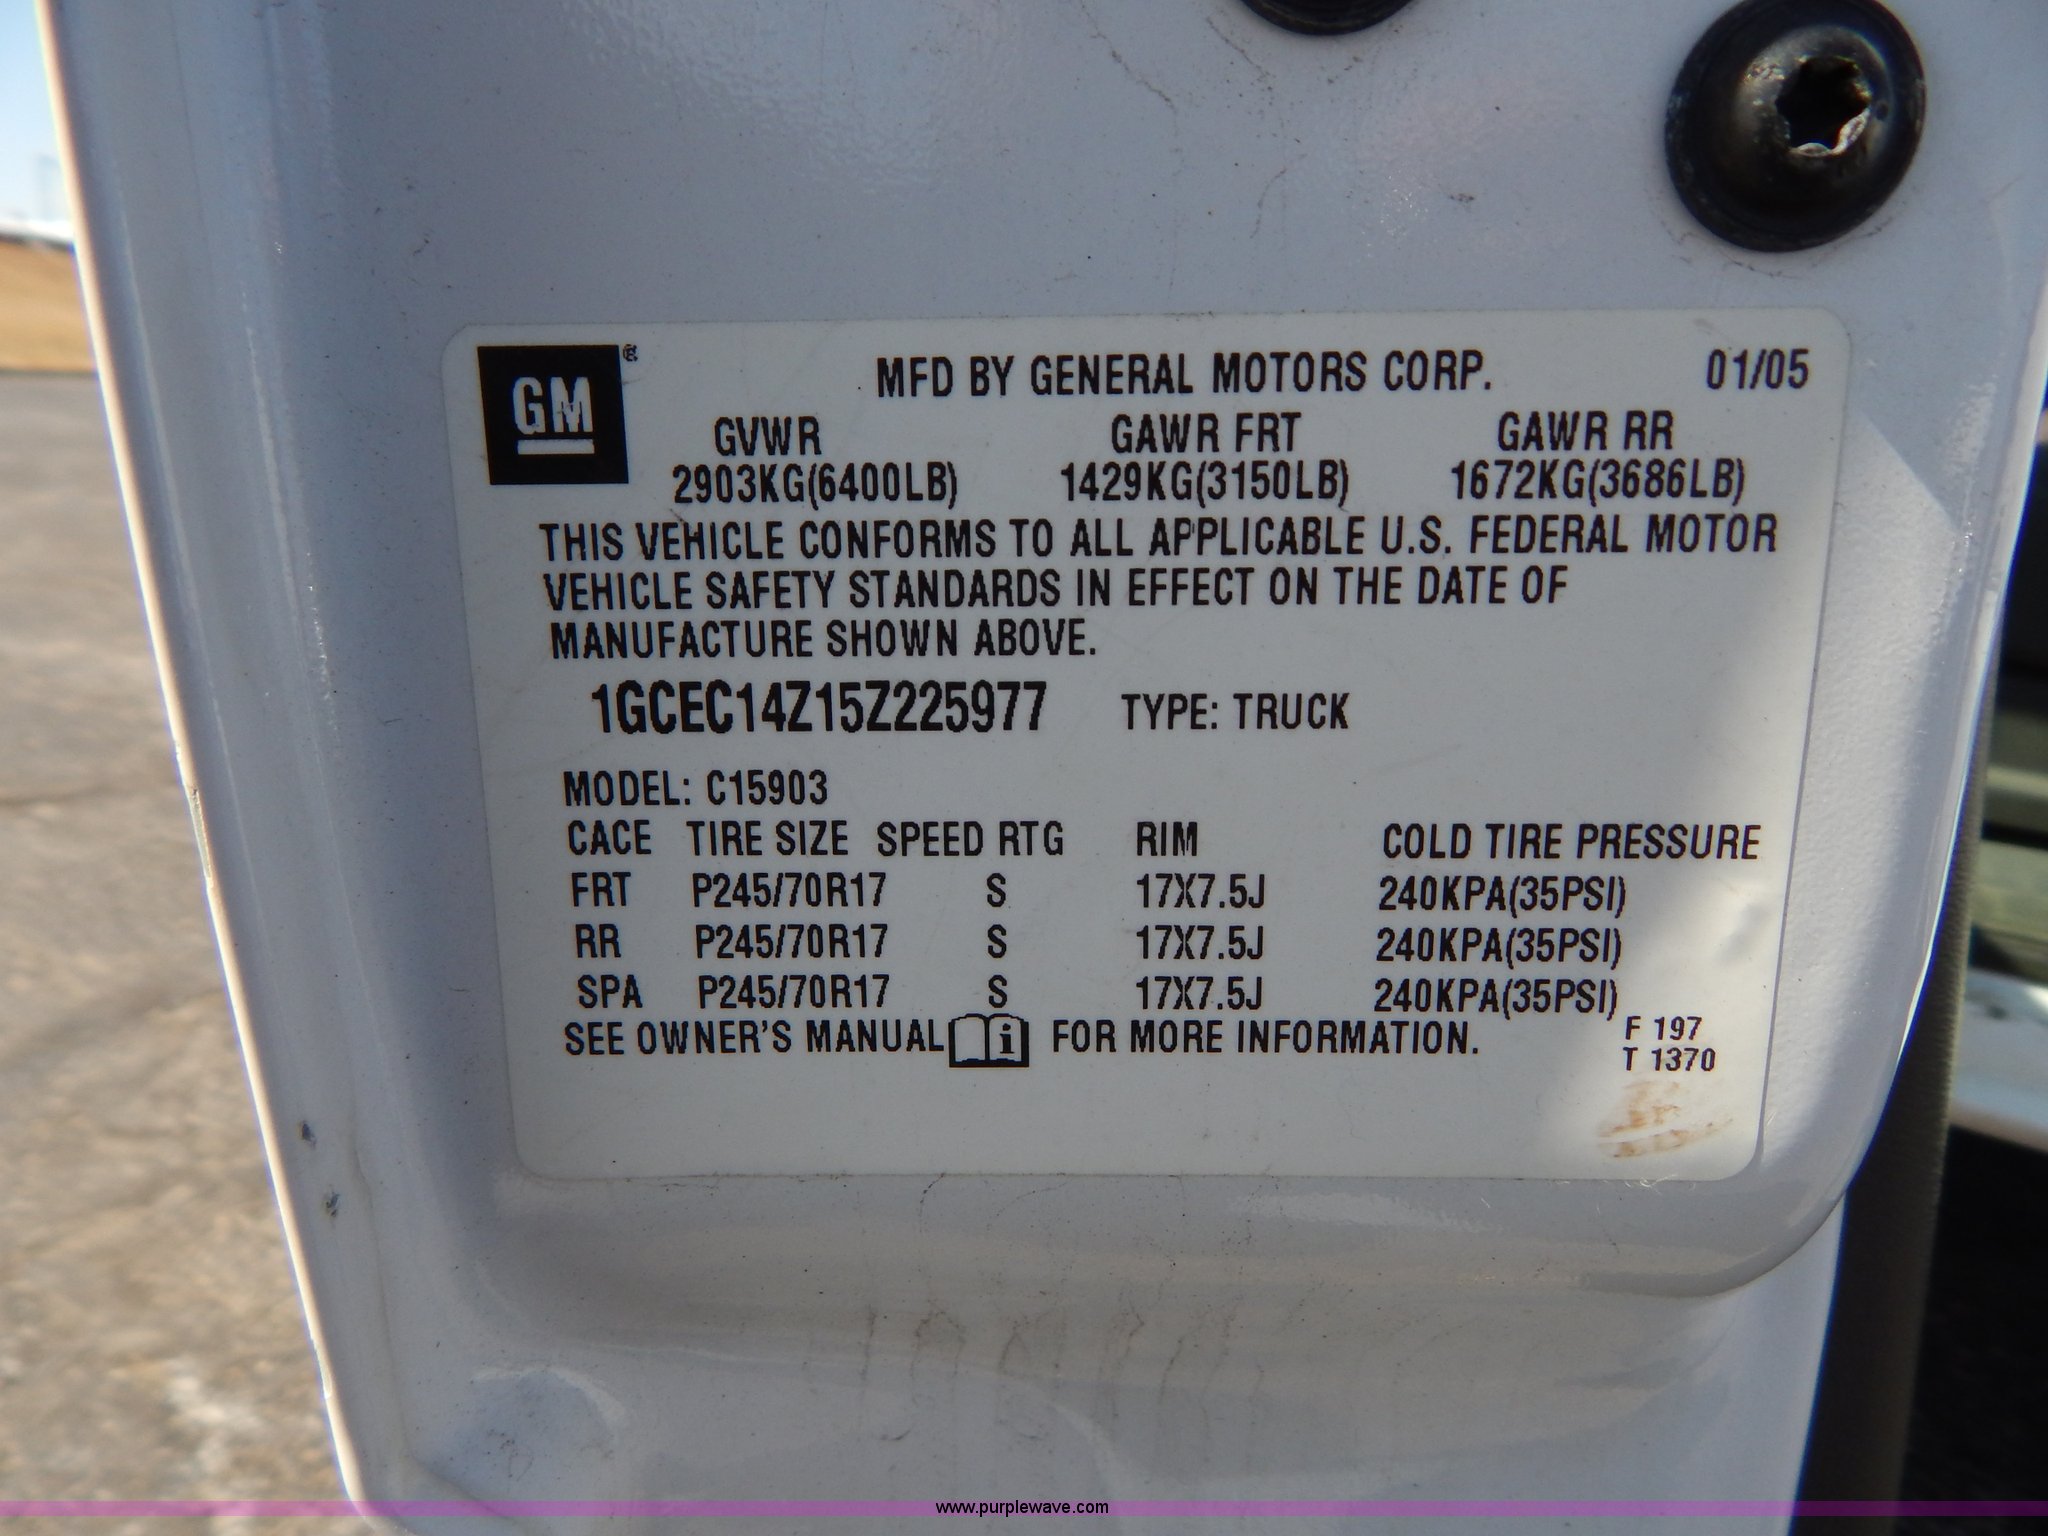 GM ®
MFD BY GENERAL MOTORS CORP. 01/05
GVWR GAWR FRT GAWR RR
2903KG(6400LB) 1429KG(3150LB) 1672KG(3686LB)
THIS VEHICLE CONFORMS TO ALL APPLICABLE U.S. FEDERAL MOTOR
VEHICLE SAFETY STANDARDS IN EFFECT ON THE DATE OF
MANUFACTURE SHOWN ABOVE.
1GCEC14Z15Z225977 TYPE: TRUCK
MODEL: C15903
CACE TIRE SIZE SPEED RTG RIM COLD TIRE PRESSURE
FRT P245/70R17 S 17X7.5J 240KPA(35PSI)
RR P245/70R17 S 17X7.5J 240KPA(35PSI)
SPA P245/70R17 S 17X7.5J 240KPA(35PSI)
SEE OWNER'S MANUAL i FOR MORE INFORMATION.
F 197
T 1370
www.purplewave.com